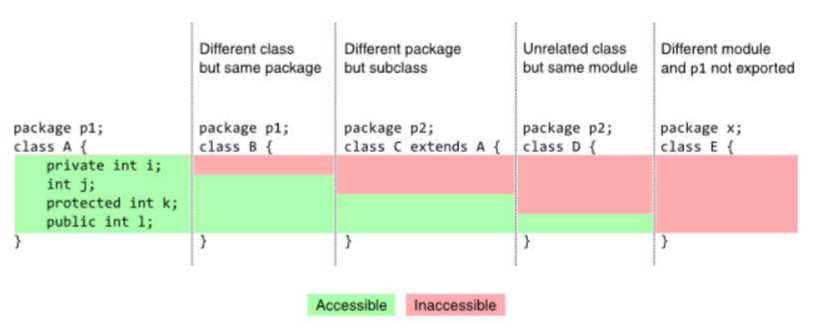 Different class
but same package
Different package
but subclass
Unrelated class
but same module
Different module
and p1 not exported
package p1;
class A {
private int i;
int j;
protected int k;
public int l;
}
package p1;
class B {
}
package p2;
class C extends A {
}
package p2;
class D {
}
package x;
class E {
}
Accessible
Inaccessible